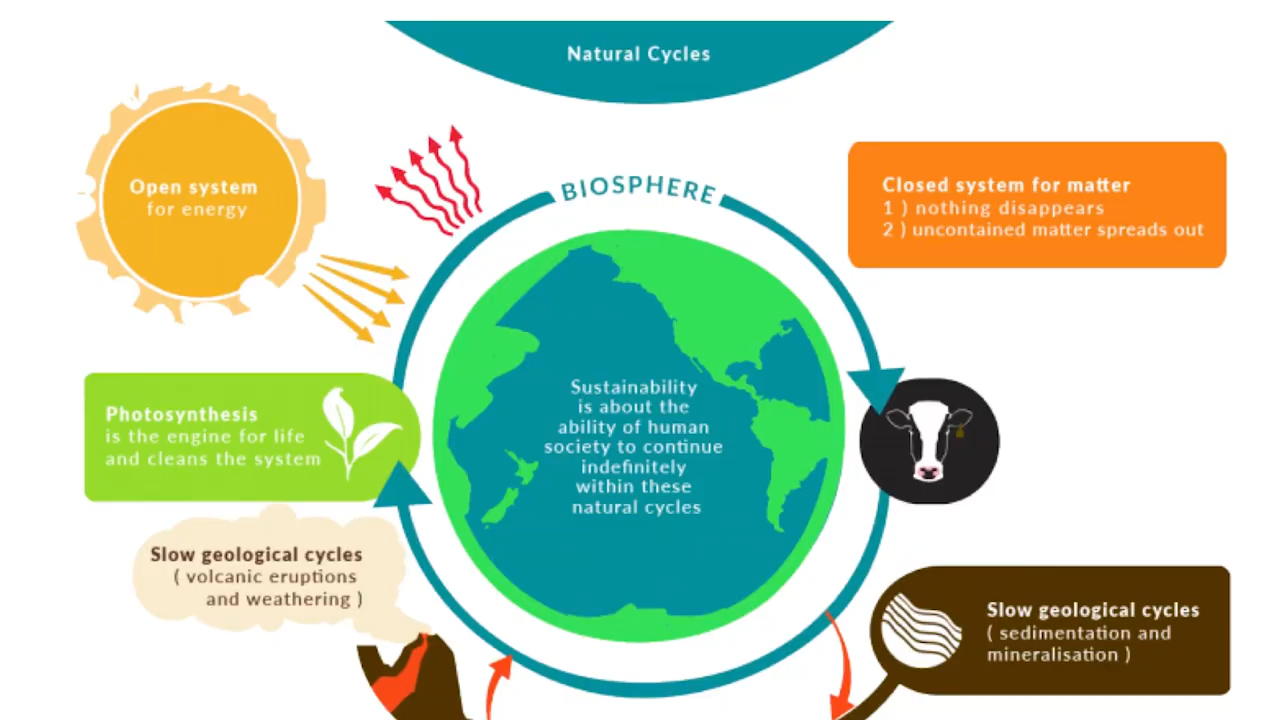 Natural Cycles
Open system
for energy
BIOSPHERE
Closed system for matter
1 ) nothing disappears
2 ) uncontained matter spreads out
Photosynthesis
is the engine for life
and cleans the system
Sustainability
is about the
ability of human
society to continue
indefinitely
within these
natural cycles
Slow geological cycles
( volcanic eruptions
and weathering )
Slow geological cycles
( sedimentation and
mineralisation )